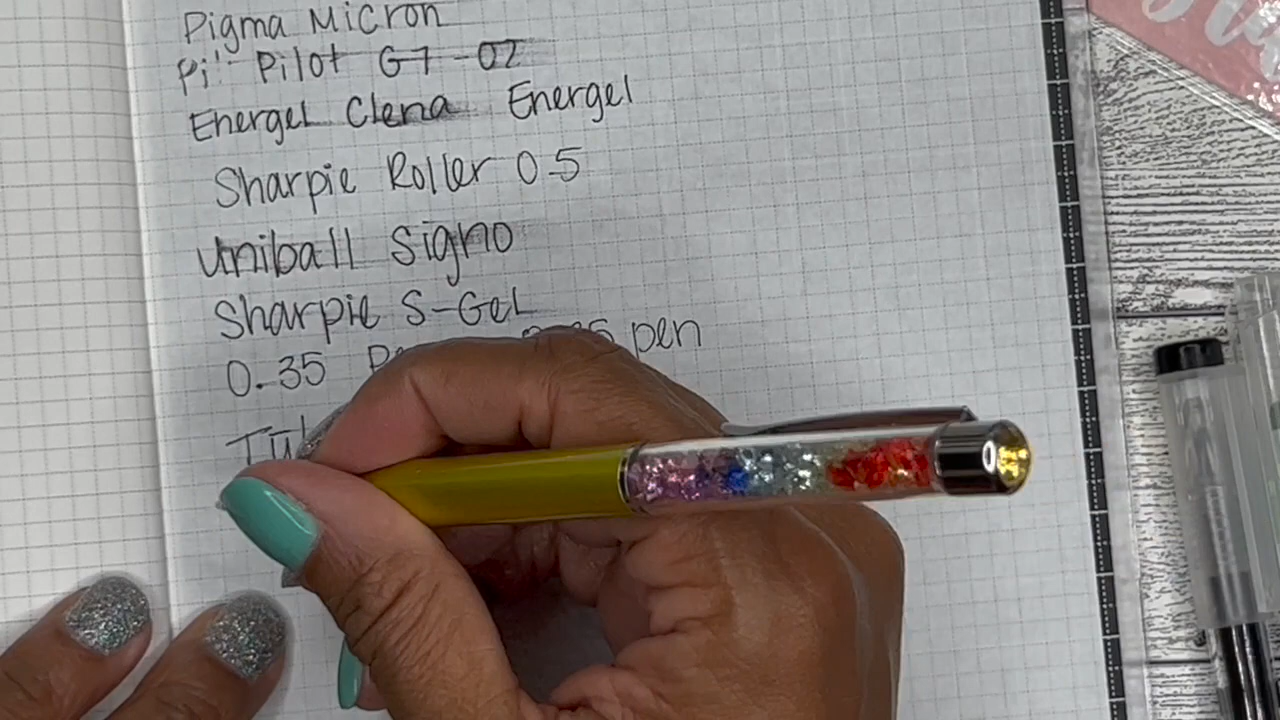 Pigma Micron
Pi Pilot G7-02
Energel Clena Energel
Sharpie Roller 0.5
Uniball Signo
Sharpie S-Gel
0.35 pen